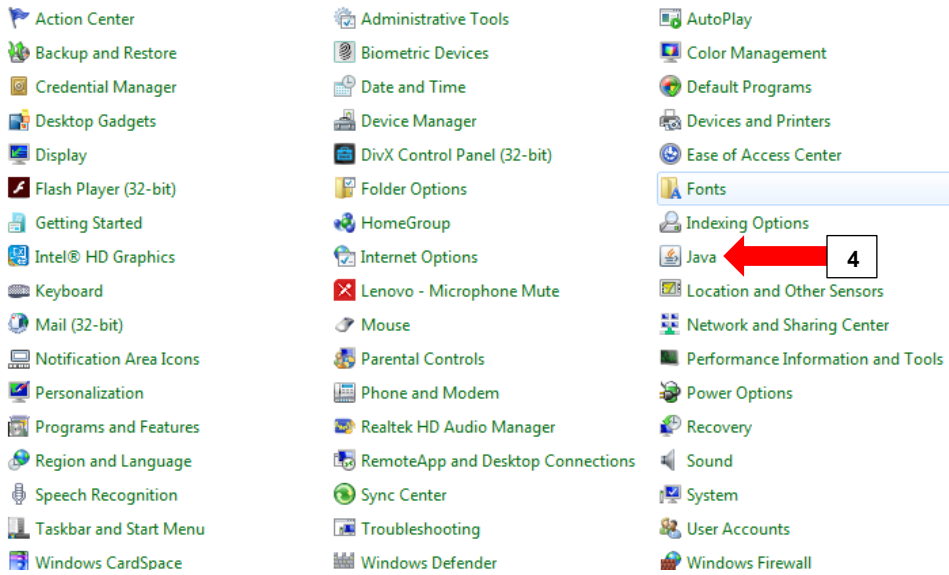 Action Center
Administrative Tools
AutoPlay
Backup and Restore
Biometric Devices
Color Management
Credential Manager
Date and Time
Default Programs
Desktop Gadgets
Device Manager
Devices and Printers
Display
DivX Control Panel (32-bit)
Ease of Access Center
Flash Player (32-bit)
Folder Options
Fonts
Getting Started
HomeGroup
Indexing Options
Intel® HD Graphics
Internet Options
Java
4
Keyboard
Lenovo - Microphone Mute
Location and Other Sensors
Mail (32-bit)
Mouse
Network and Sharing Center
Notification Area Icons
Parental Controls
Performance Information and Tools
Personalization
Phone and Modem
Power Options
Programs and Features
Realtek HD Audio Manager
Recovery
Region and Language
RemoteApp and Desktop Connections
Sound
Speech Recognition
Sync Center
System
Taskbar and Start Menu
Troubleshooting
User Accounts
Windows CardSpace
Windows Defender
Windows Firewall